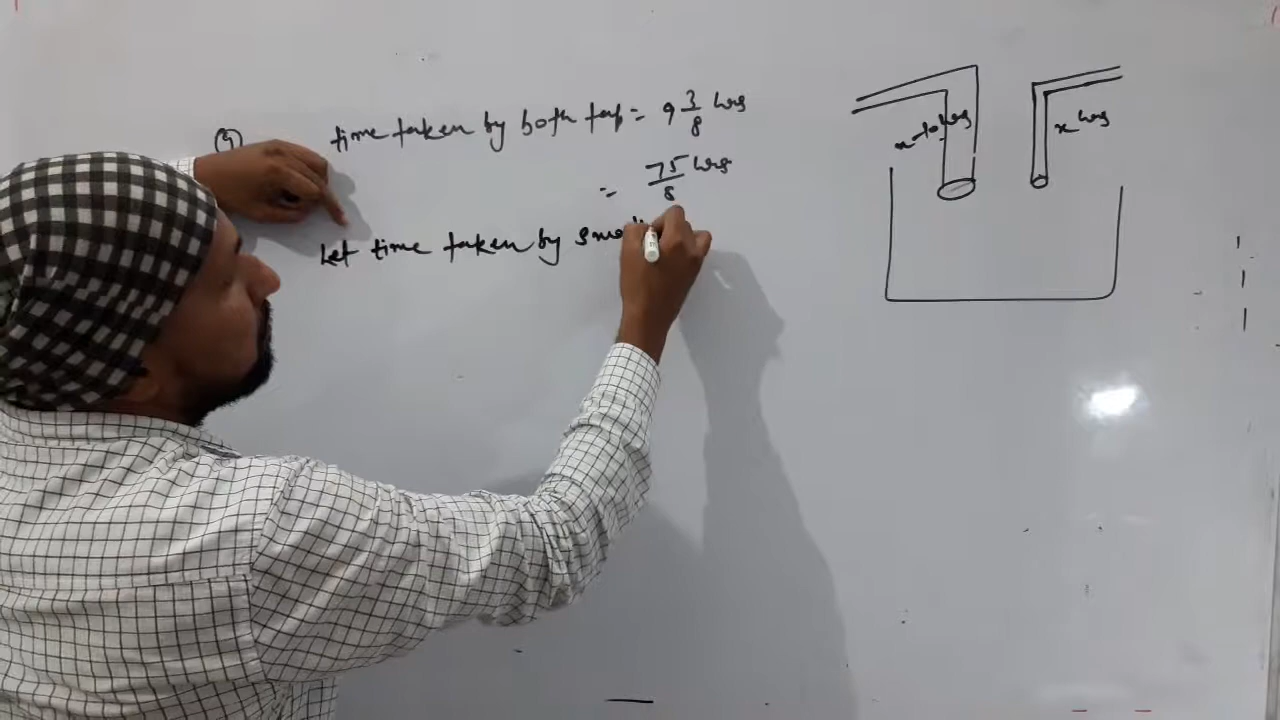 9) time taken by both tap = 9 3/8 hrs
= 75/8 hrs
Let time taken by smal
x-10 hrs
x hrs